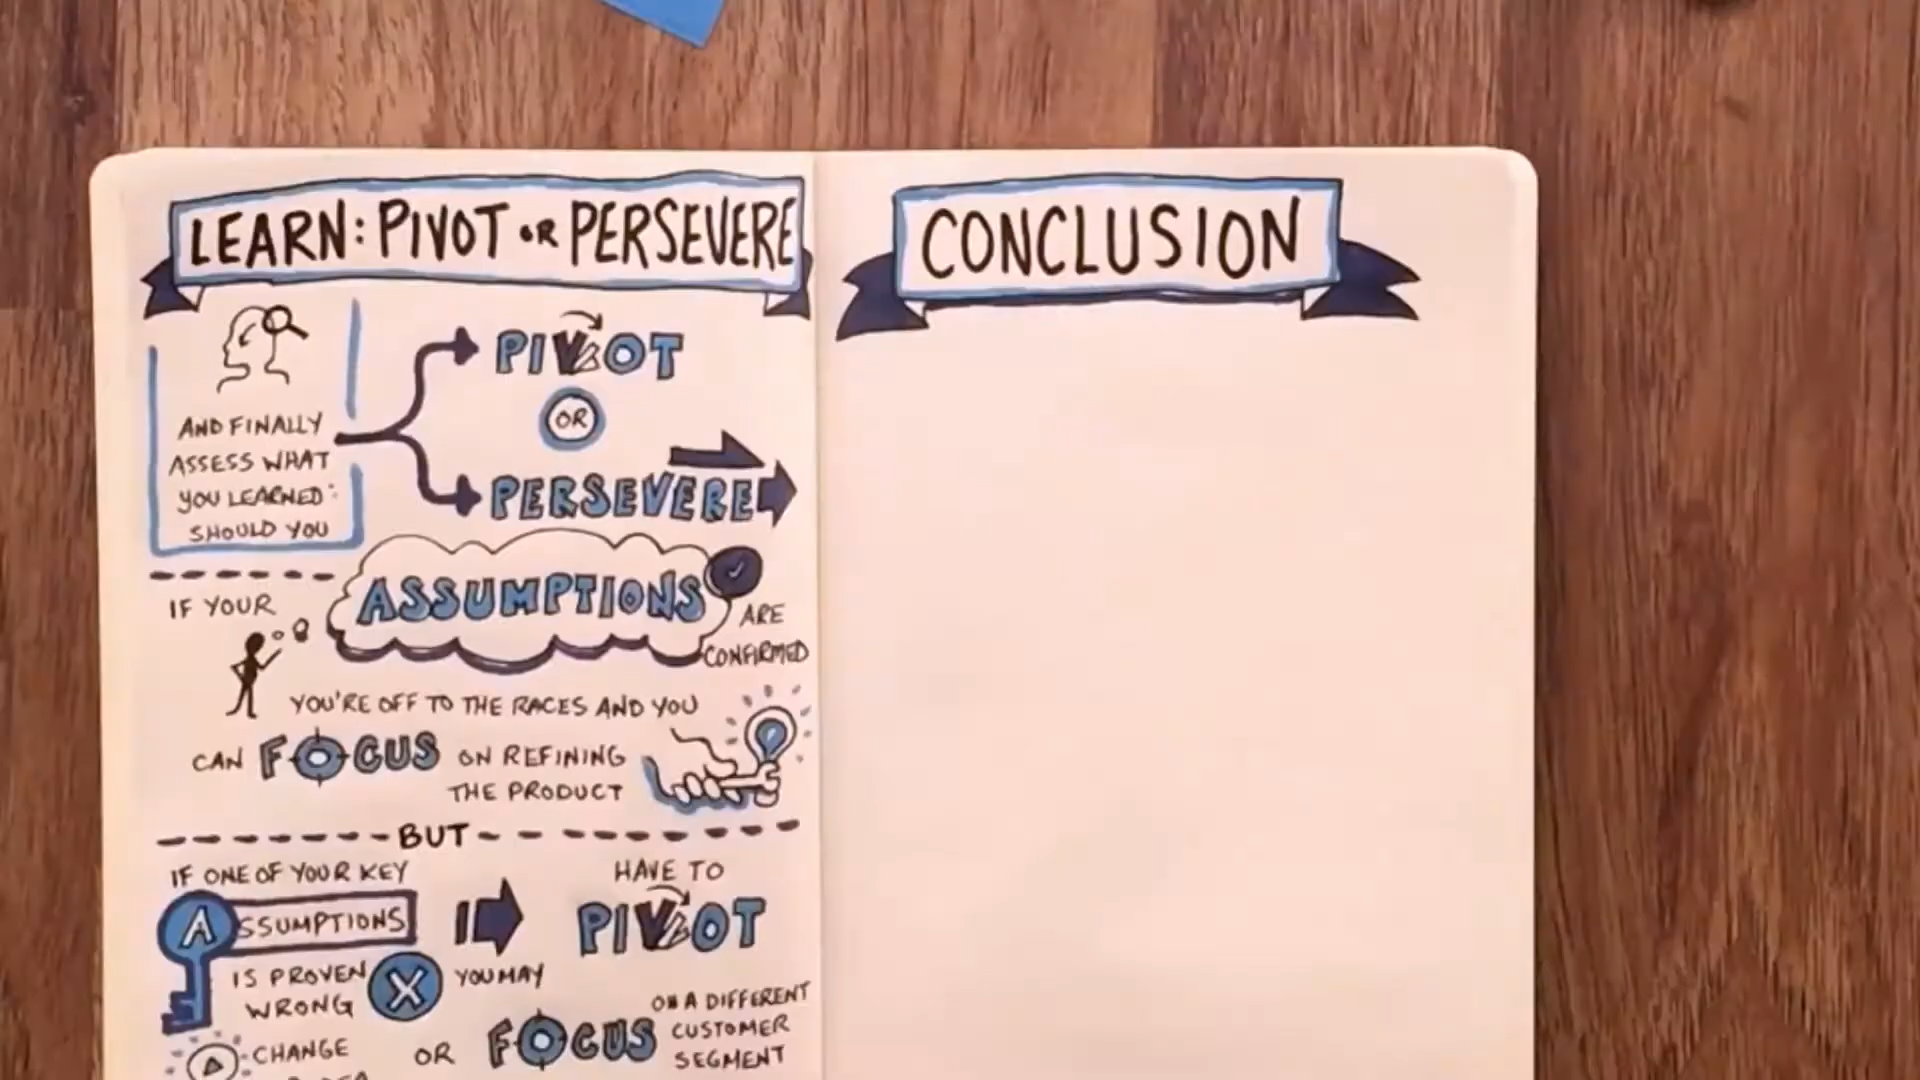 LEARN: PIVOT OR PERSEVERE
AND FINALLY
ASSESS WHAT
YOU LEARNED:
SHOULD YOU
PIVOT
OR
PERSEVERE
IF YOUR
ASSUMPTIONS
ARE
CONFIRMED
YOU'RE OFF TO THE RACES AND YOU
CAN FOCUS ON REFINING
THE PRODUCT
BUT
IF ONE OF YOUR KEY
ASSUMPTIONS
IS PROVEN
WRONG
X
YOU MAY
HAVE TO
PIVOT
CHANGE
OR
FOCUS
ON A DIFFERENT
CUSTOMER
SEGMENT
CONCLUSION